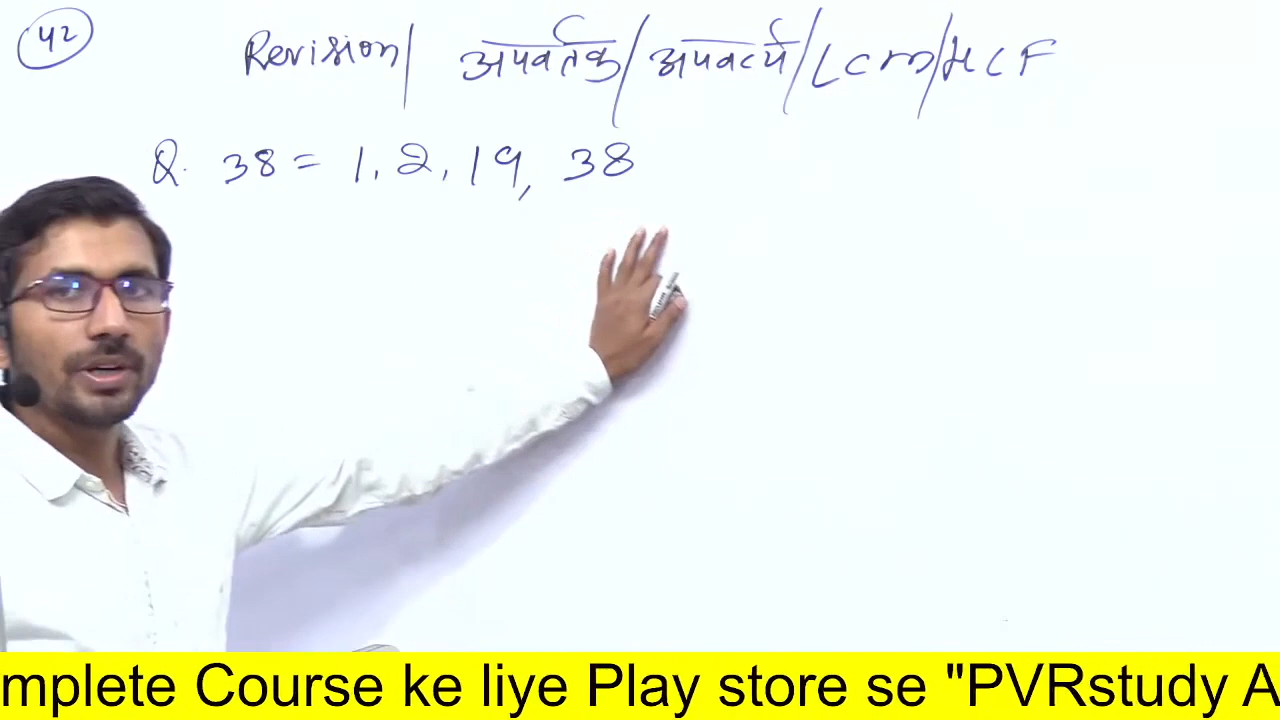 42
Revision/ अपवर्तक/अपवर्त्य/LCM/HCF
Q. 38 = 1, 2, 19, 38
mplete Course ke liye Play store se "PVRstudy A